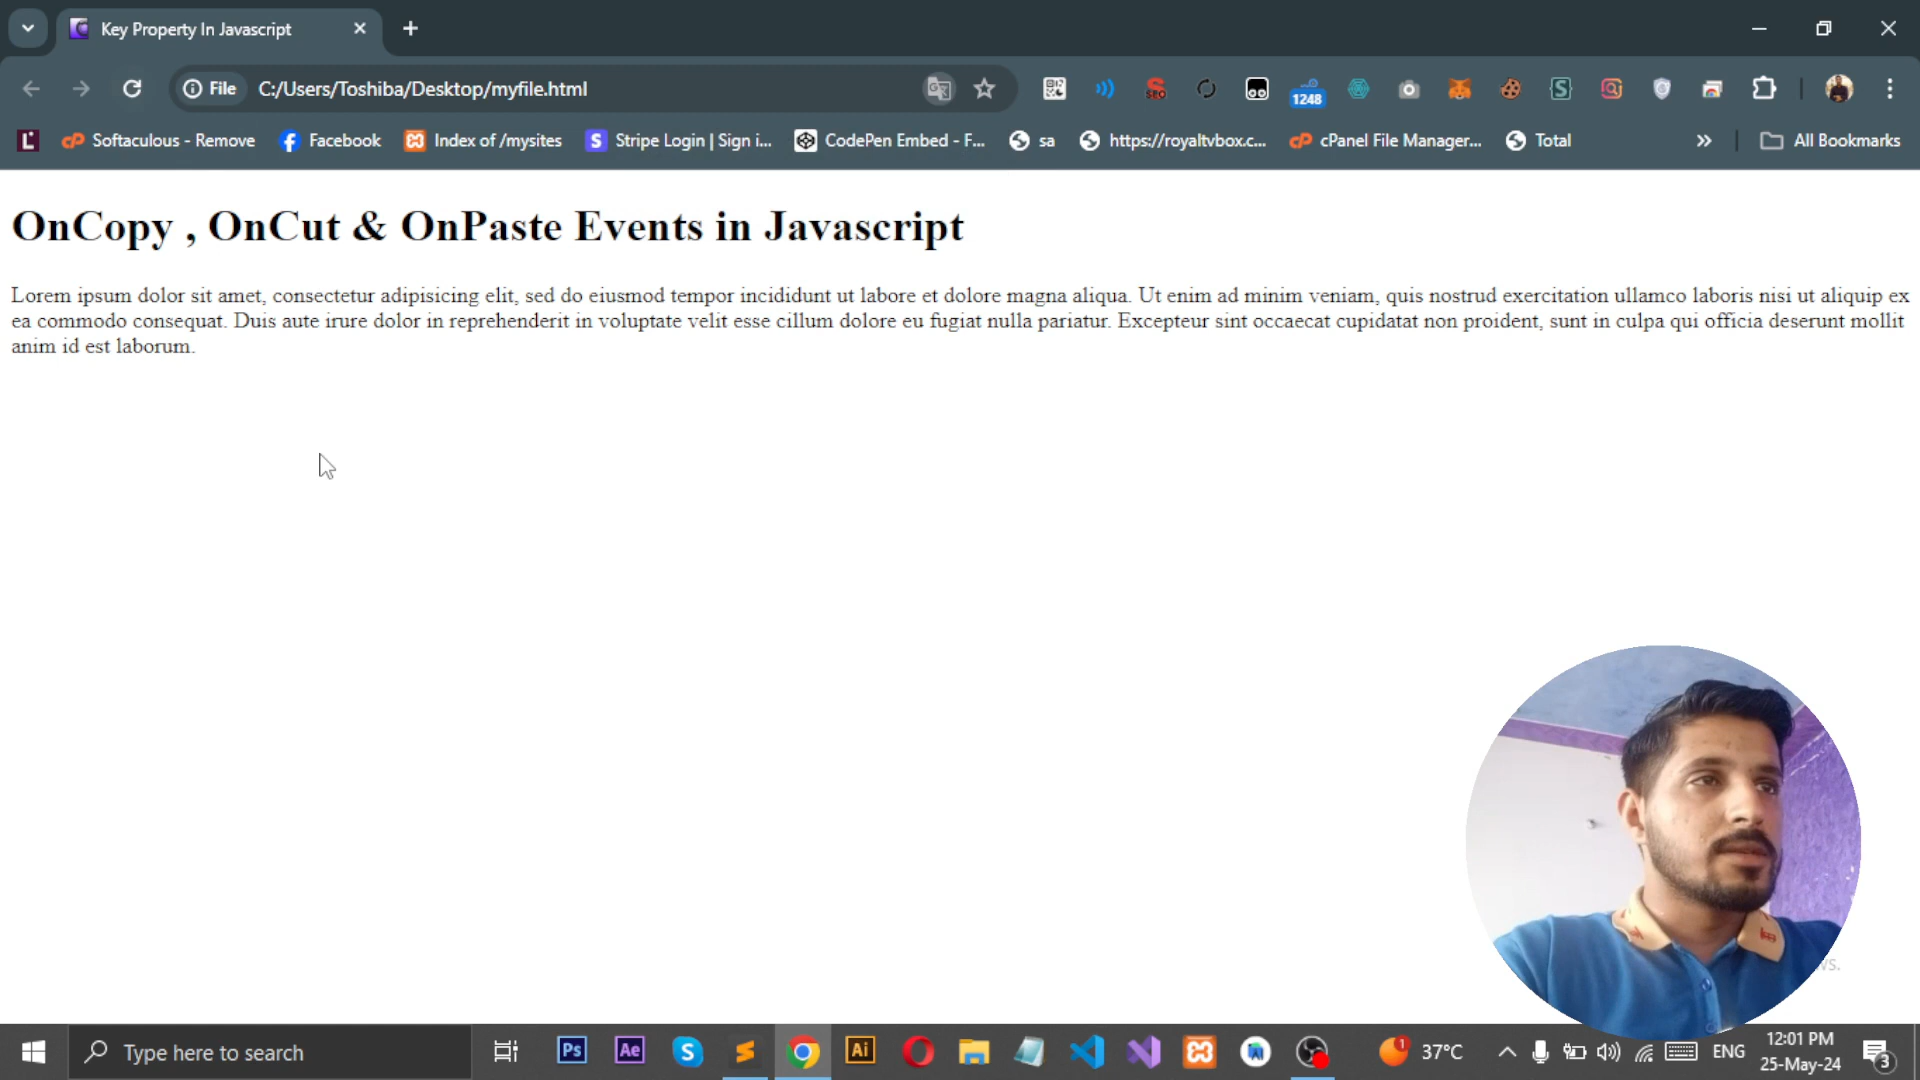 Key Property In Javascript
File C:/Users/Toshiba/Desktop/myfile.html
SEO
1248
S
L
cP Softaculous - Remove
Facebook
Index of /mysites
S Stripe Login | Sign i...
CodePen Embed - F...
sa
https://royaltvbox.c...
cP cPanel File Manager...
Total
All Bookmarks
OnCopy , OnCut & OnPaste Events in Javascript
Lorem ipsum dolor sit amet, consectetur adipisicing elit, sed do eiusmod tempor incididunt ut labore et dolore magna aliqua. Ut enim ad minim veniam, quis nostrud exercitation ullamco laboris nisi ut aliquip ex
ea commodo consequat. Duis aute irure dolor in reprehenderit in voluptate velit esse cillum dolore eu fugiat nulla pariatur. Excepteur sint occaecat cupidatat non proident, sunt in culpa qui officia deserunt mollit
anim id est laborum.
Type here to search
Ps
Ae
S
Ai
1
37°C
ENG
12:01 PM
25-May-24
3